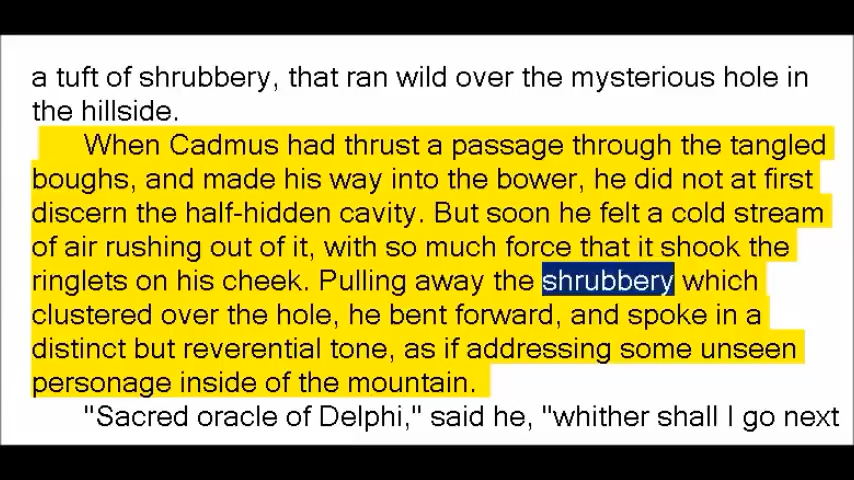 a tuft of shrubbery, that ran wild over the mysterious hole in
the hillside.
When Cadmus had thrust a passage through the tangled
boughs, and made his way into the bower, he did not at first
discern the half-hidden cavity. But soon he felt a cold stream
of air rushing out of it, with so much force that it shook the
ringlets on his cheek. Pulling away the shrubbery which
clustered over the hole, he bent forward, and spoke in a
distinct but reverential tone, as if addressing some unseen
personage inside of the mountain.
"Sacred oracle of Delphi," said he, "whither shall I go next